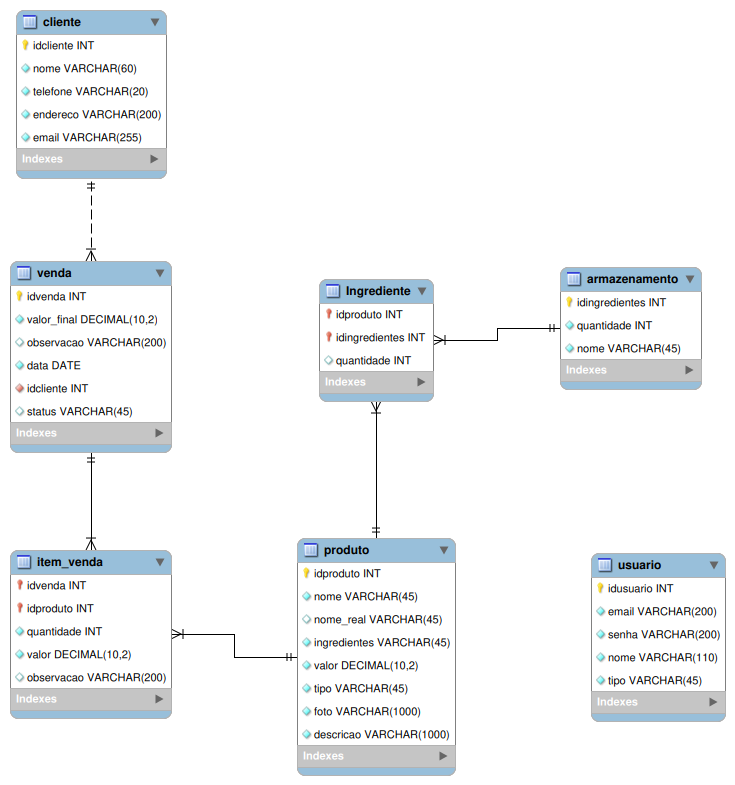 cliente
idcliente INT
nome VARCHAR(60)
telefone VARCHAR(20)
endereco VARCHAR(200)
email VARCHAR(255)
Indexes
venda
idvenda INT
valor_final DECIMAL(10,2)
observacao VARCHAR(200)
data DATE
idcliente INT
status VARCHAR(45)
Indexes
Ingrediente
idproduto INT
idingredientes INT
quantidade INT
Indexes
armazenamento
idingredientes INT
quantidade INT
nome VARCHAR(45)
Indexes
item_venda
idvenda INT
idproduto INT
quantidade INT
valor DECIMAL(10,2)
observacao VARCHAR(200)
Indexes
produto
idproduto INT
nome VARCHAR(45)
nome_real VARCHAR(45)
ingredientes VARCHAR(45)
valor DECIMAL(10,2)
tipo VARCHAR(45)
foto VARCHAR(1000)
descricao VARCHAR(1000)
Indexes
usuario
idusuario INT
email VARCHAR(200)
senha VARCHAR(200)
nome VARCHAR(110)
tipo VARCHAR(45)
Indexes